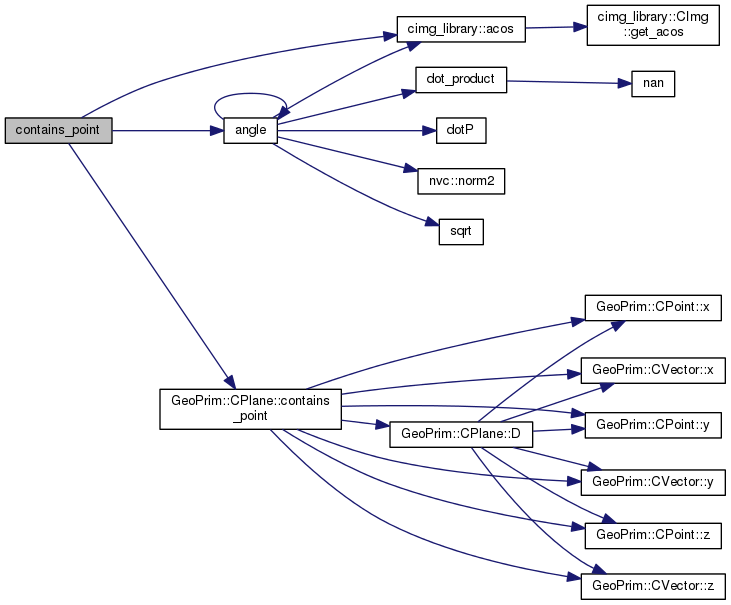 cimg_library::acos
cimg_library::CImg
::get_acos
dot_product
nan
contains_point
angle
dotP
nvc::norm2
sqrt
GeoPrim::CPoint::x
GeoPrim::CVector::x
GeoPrim::CPlane::contains
_point
GeoPrim::CPlane::D
GeoPrim::CPoint::y
GeoPrim::CVector::y
GeoPrim::CPoint::z
GeoPrim::CVector::z